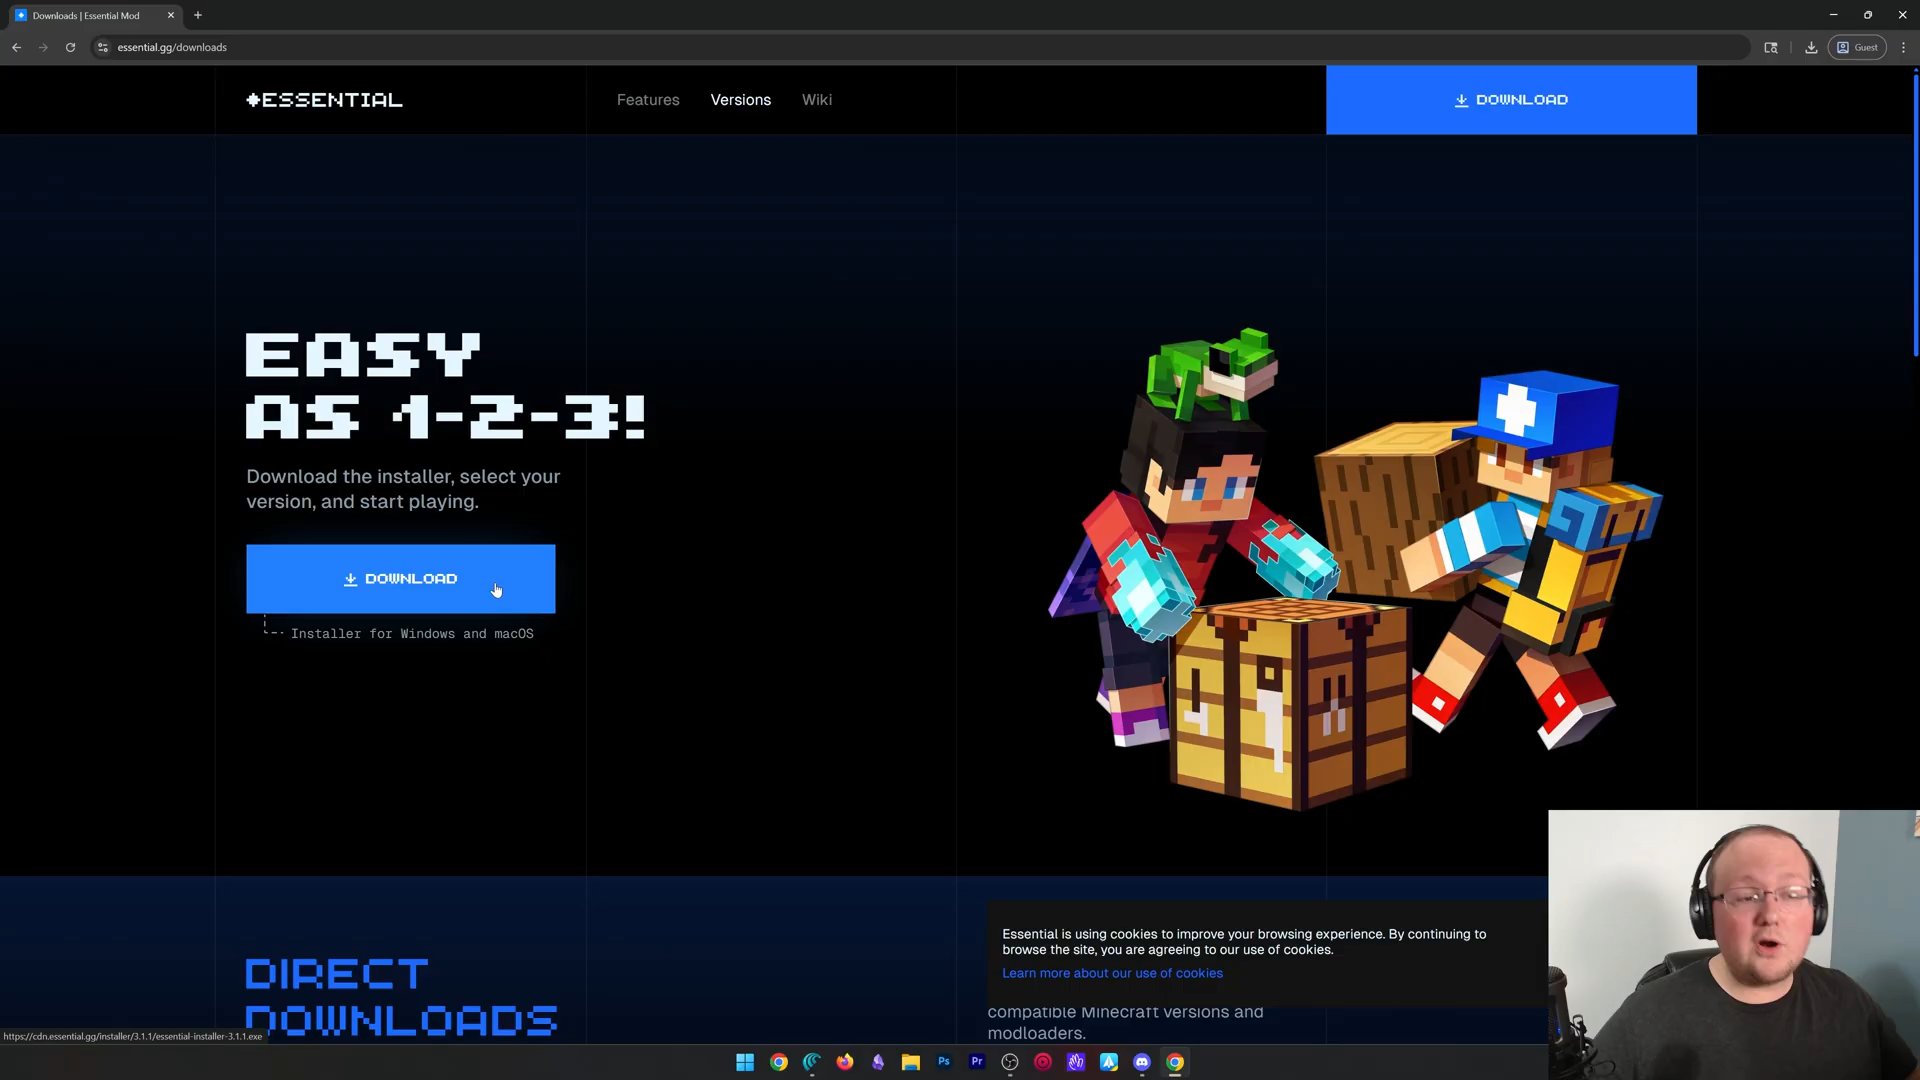 Downloads | Essential Mod
essential.gg/downloads
Guest
ESSENTIAL
Features
Versions
Wiki
DOWNLOAD
EASY
AS 1-2-3!
Download the installer, select your
version, and start playing.
DOWNLOAD
Installer for Windows and macOS
DIRECT
DOWNLOADS
Essential is using cookies to improve your browsing experience. By continuing to
browse the site, you are agreeing to our use of cookies.
Learn more about our use of cookies
compatible Minecraft versions and
modloaders.
https://cdn.essential.gg/installer/3.1.1/essential-installer-3.1.1.exe
Ps
Pr